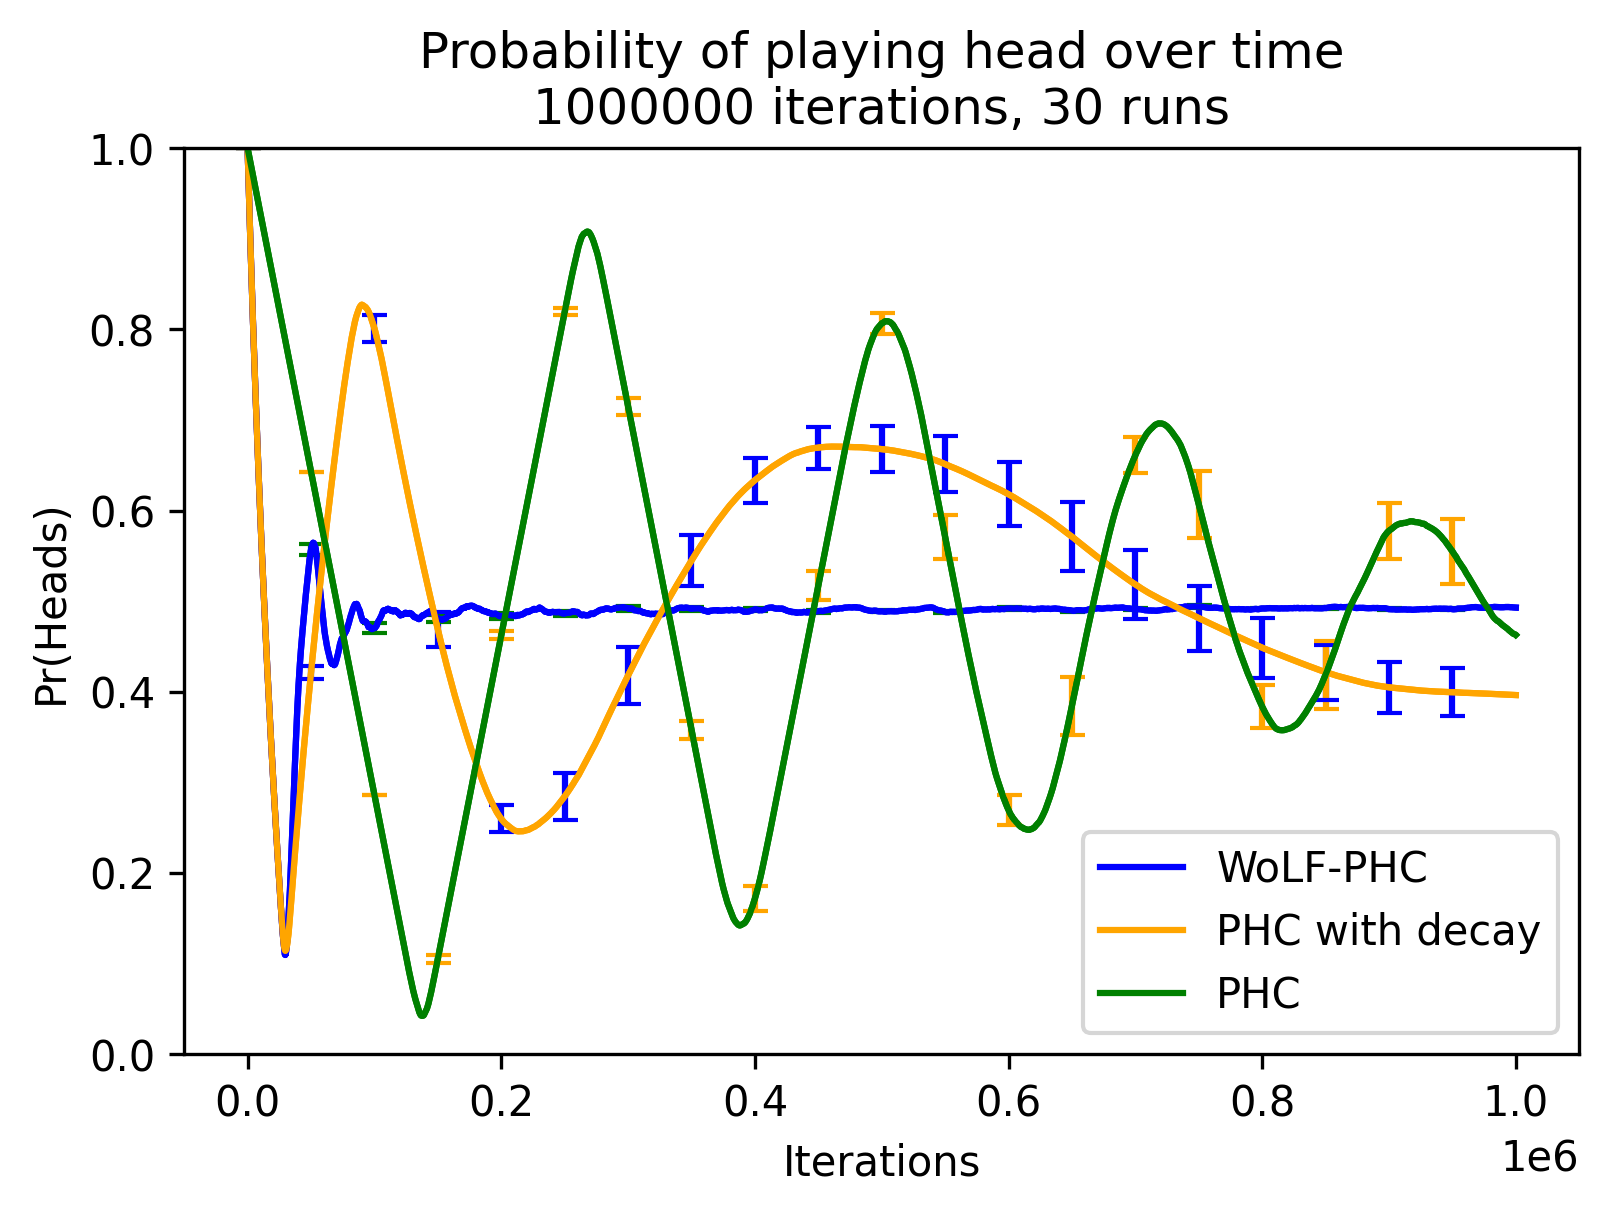 Probability of playing head over time
1000000 iterations, 30 runs
Pr(Heads)
1.0
0.8
0.6
0.4
0.2
0.0
0.0 0.2 0.4 0.6 0.8 1.0
1e6
Iterations
WoLF-PHC
PHC with decay
PHC